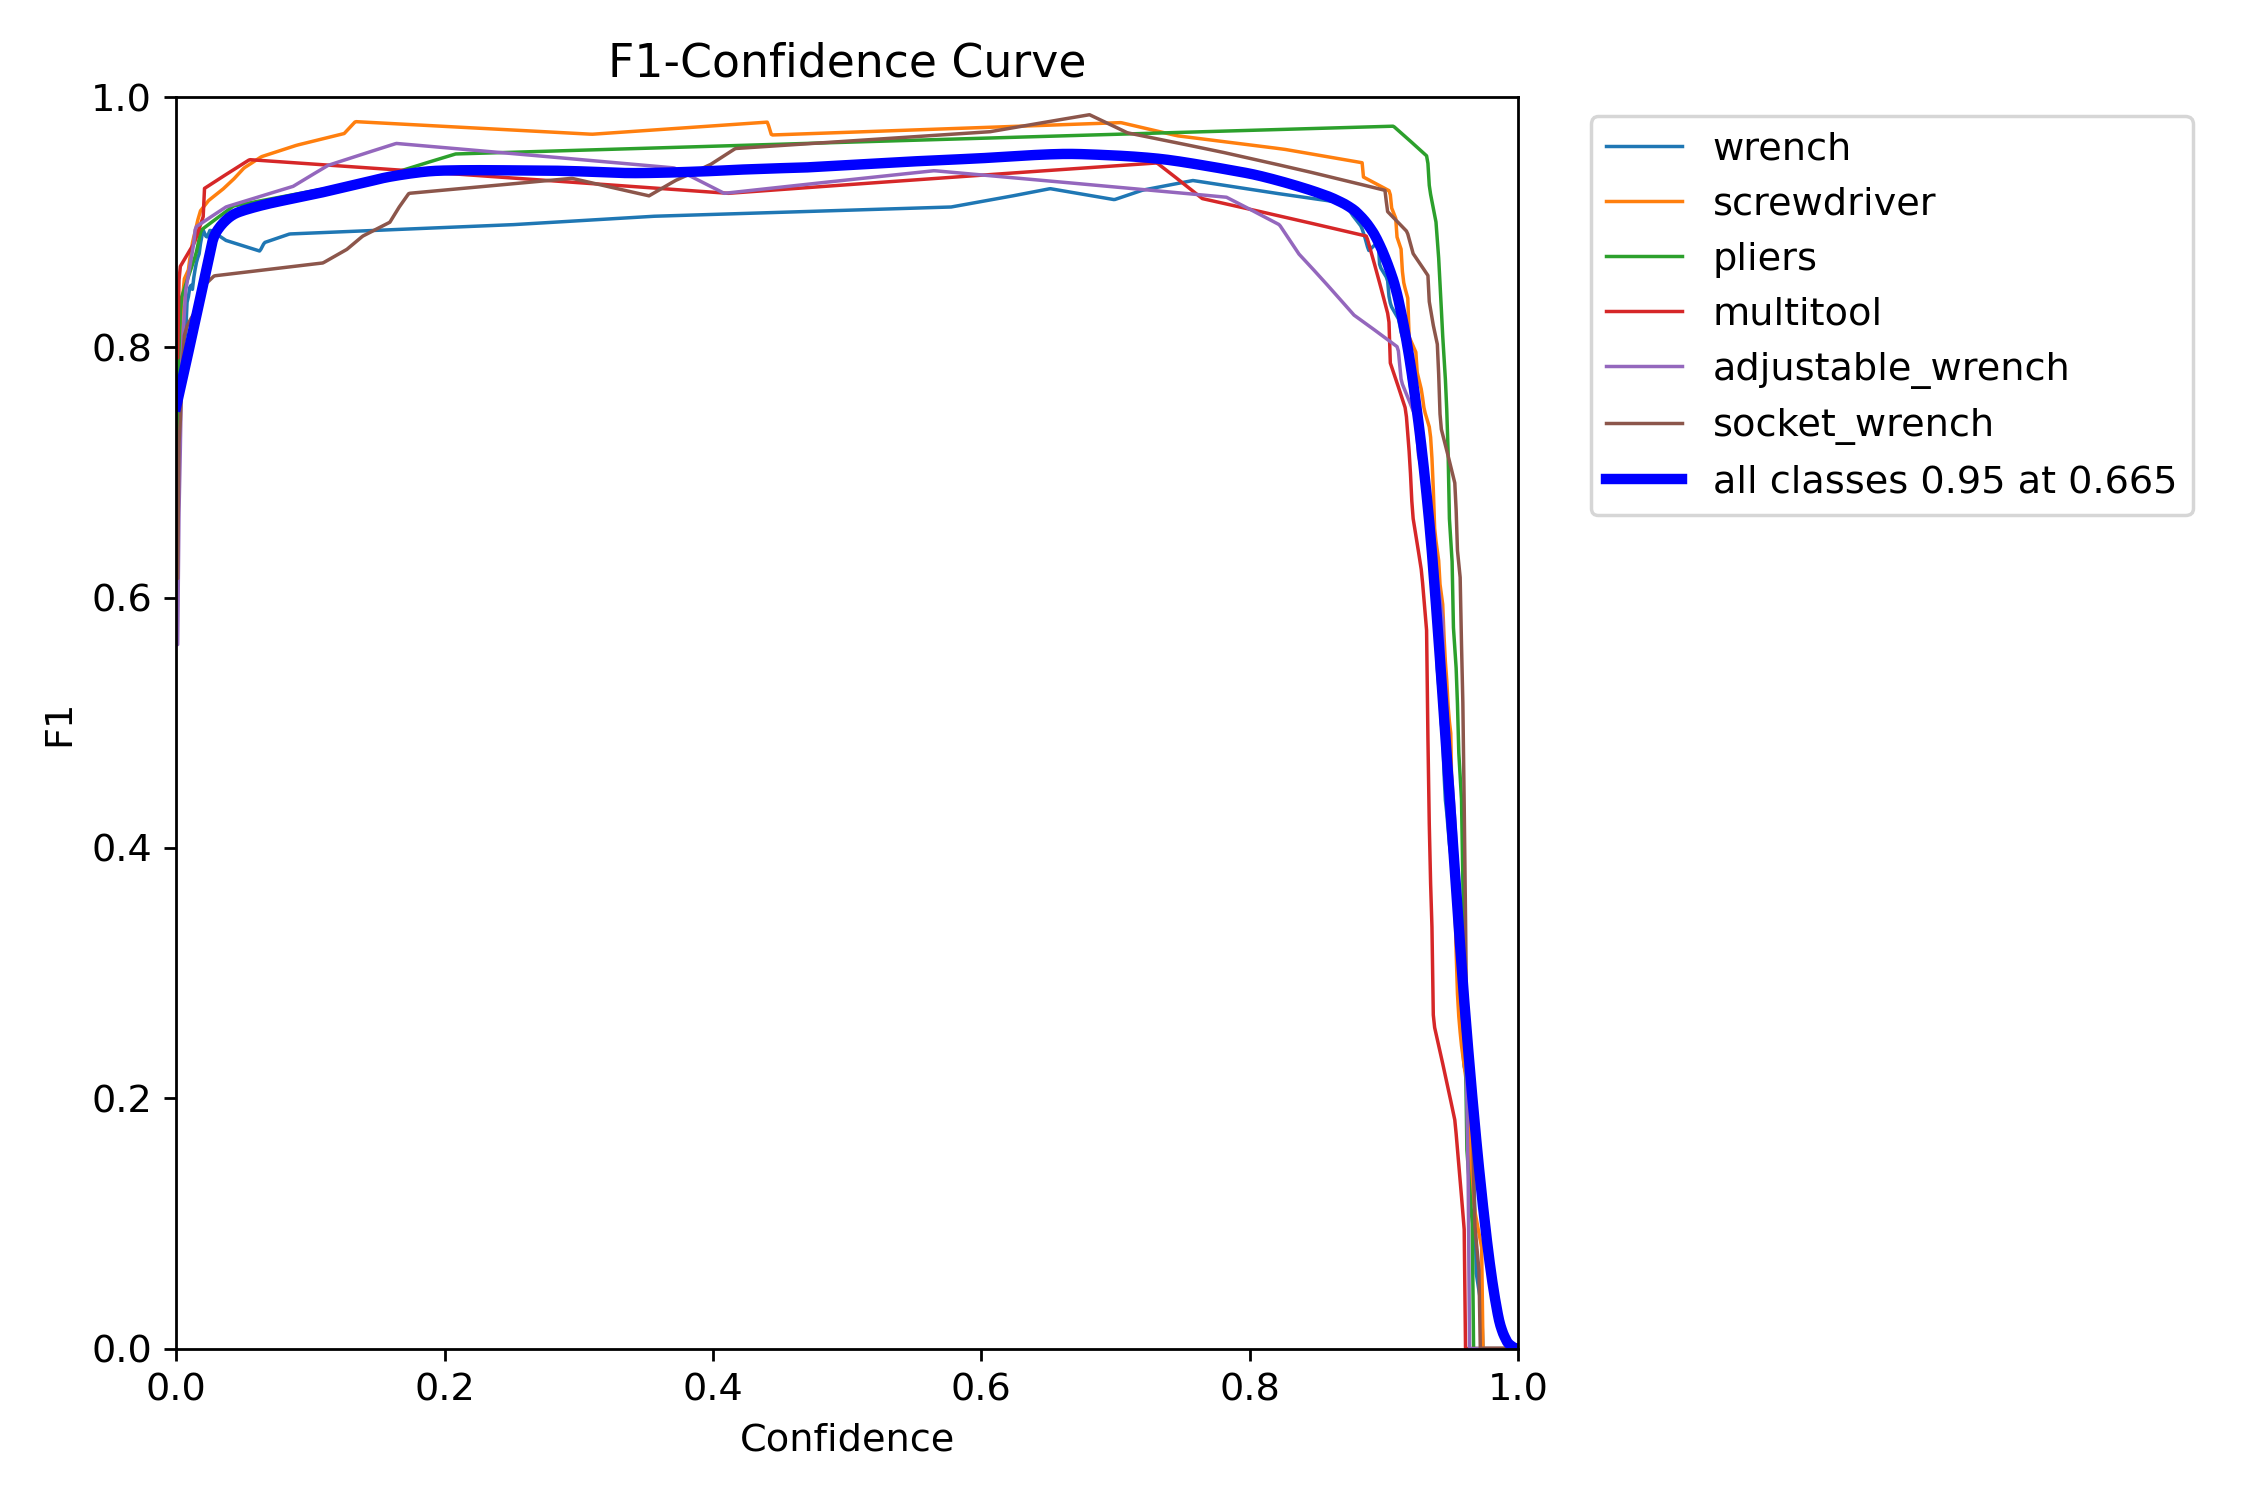 F1-Confidence Curve
1.0
0.8
0.6
0.4
0.2
0.0
F1
0.0 0.2 0.4 0.6 0.8 1.0
Confidence
wrench
screwdriver
pliers
multitool
adjustable_wrench
socket_wrench
all classes 0.95 at 0.665